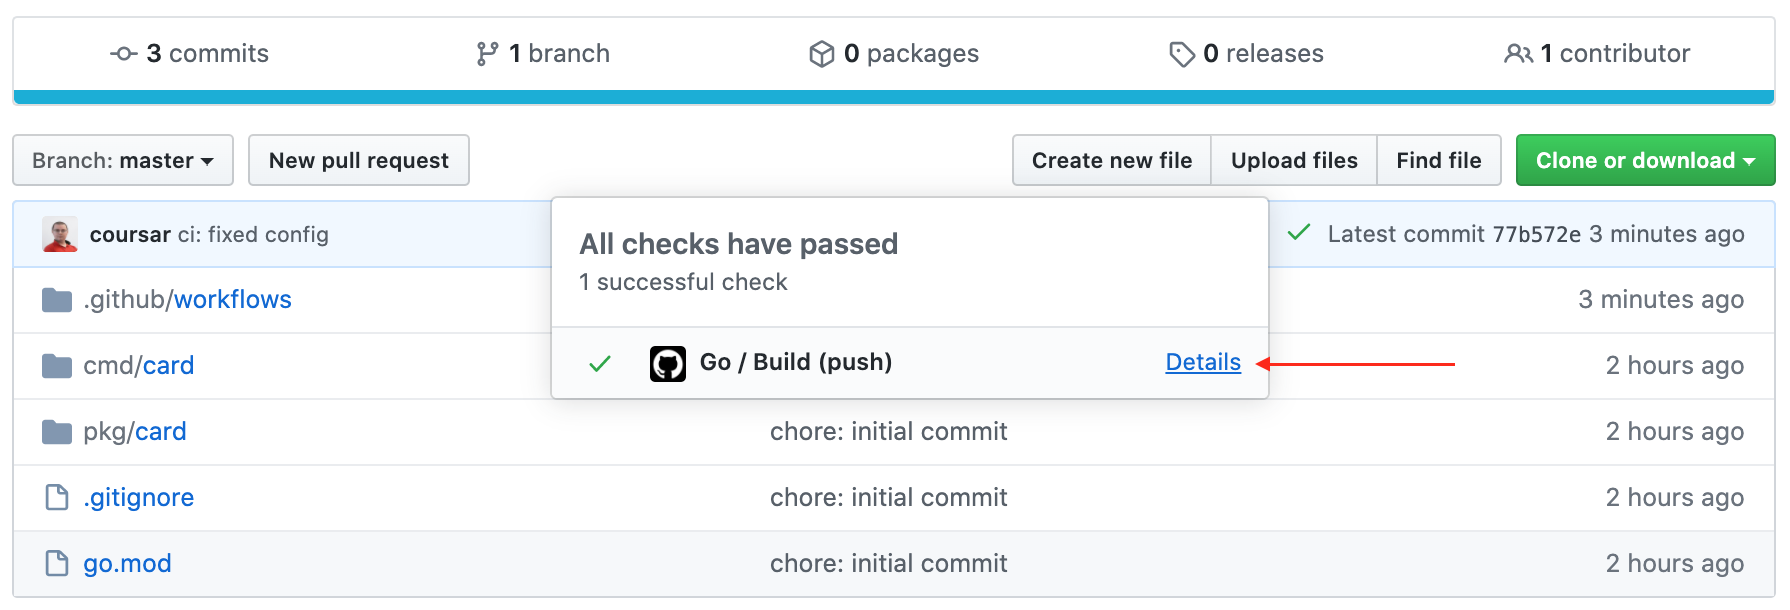 3 commits 1 branch 0 packages 0 releases 1 contributor
Branch: master New pull request Create new file Upload files Find file Clone or download
coursar ci: fixed config Latest commit 77b572e 3 minutes ago
All checks have passed
1 successful check
Go / Build (push) Details
.github/workflows 3 minutes ago
cmd/card 2 hours ago
pkg/card chore: initial commit 2 hours ago
.gitignore chore: initial commit 2 hours ago
go.mod chore: initial commit 2 hours ago